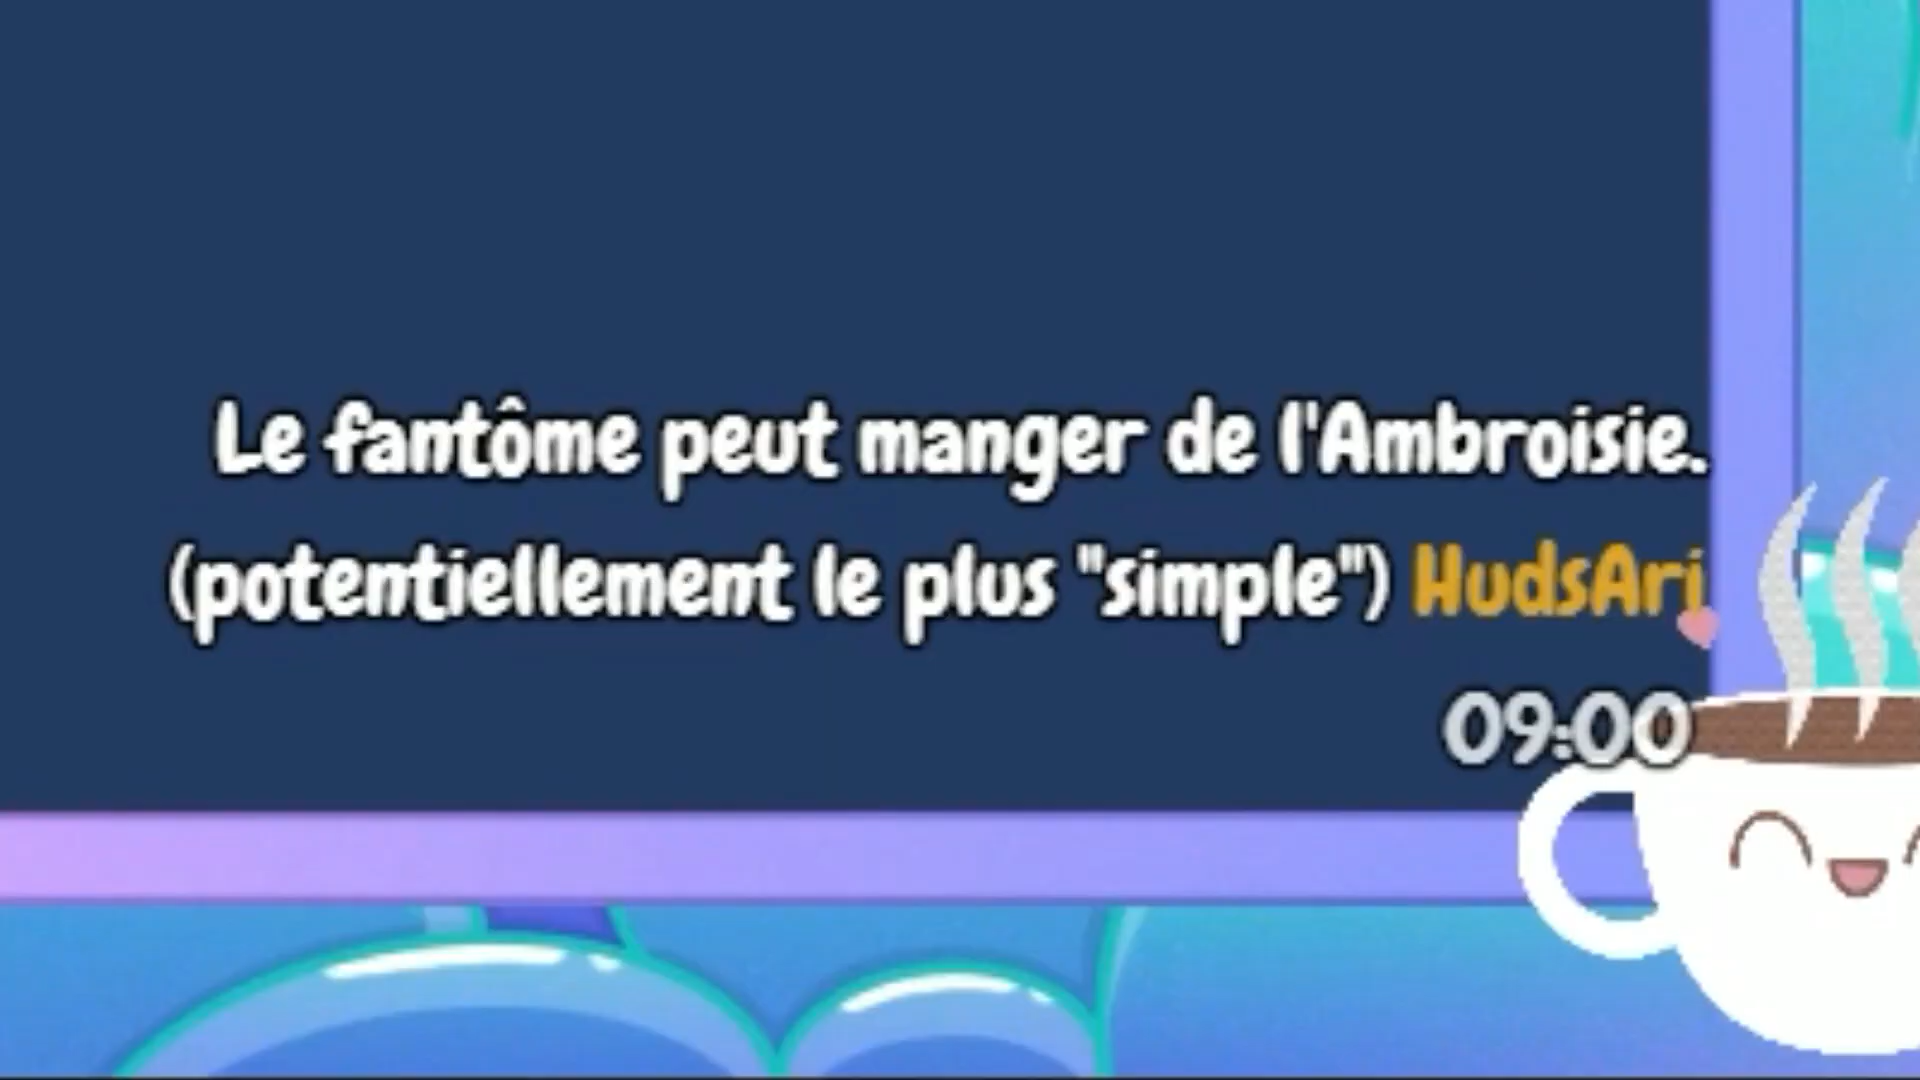 Le fantôme peut manger de l'Ambroisie.
(potentiellement le plus "simple") HudsAri
09:00